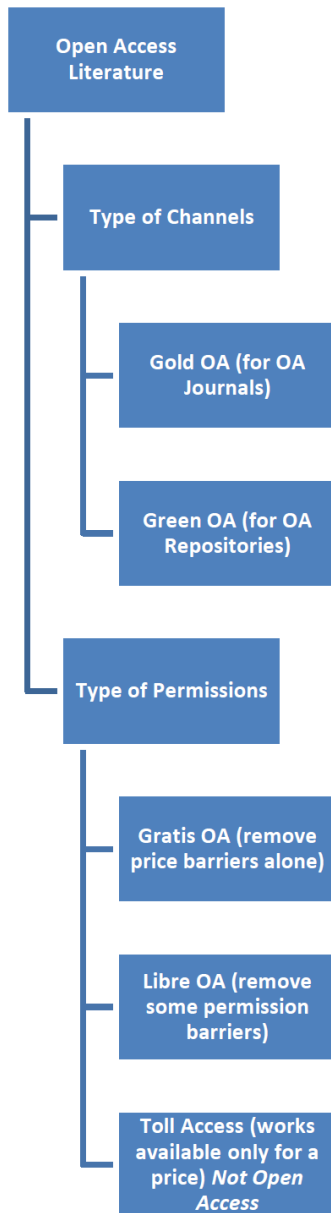 Open Access
Literature
Type of Channels
Gold OA (for OA
Journals)
Green OA (for OA
Repositories)
Type of Permissions
Gratis OA (remove
price barriers alone)
Libre OA (remove
some permission
barriers)
Toll Access (works
available only for a
price) Not Open
Access